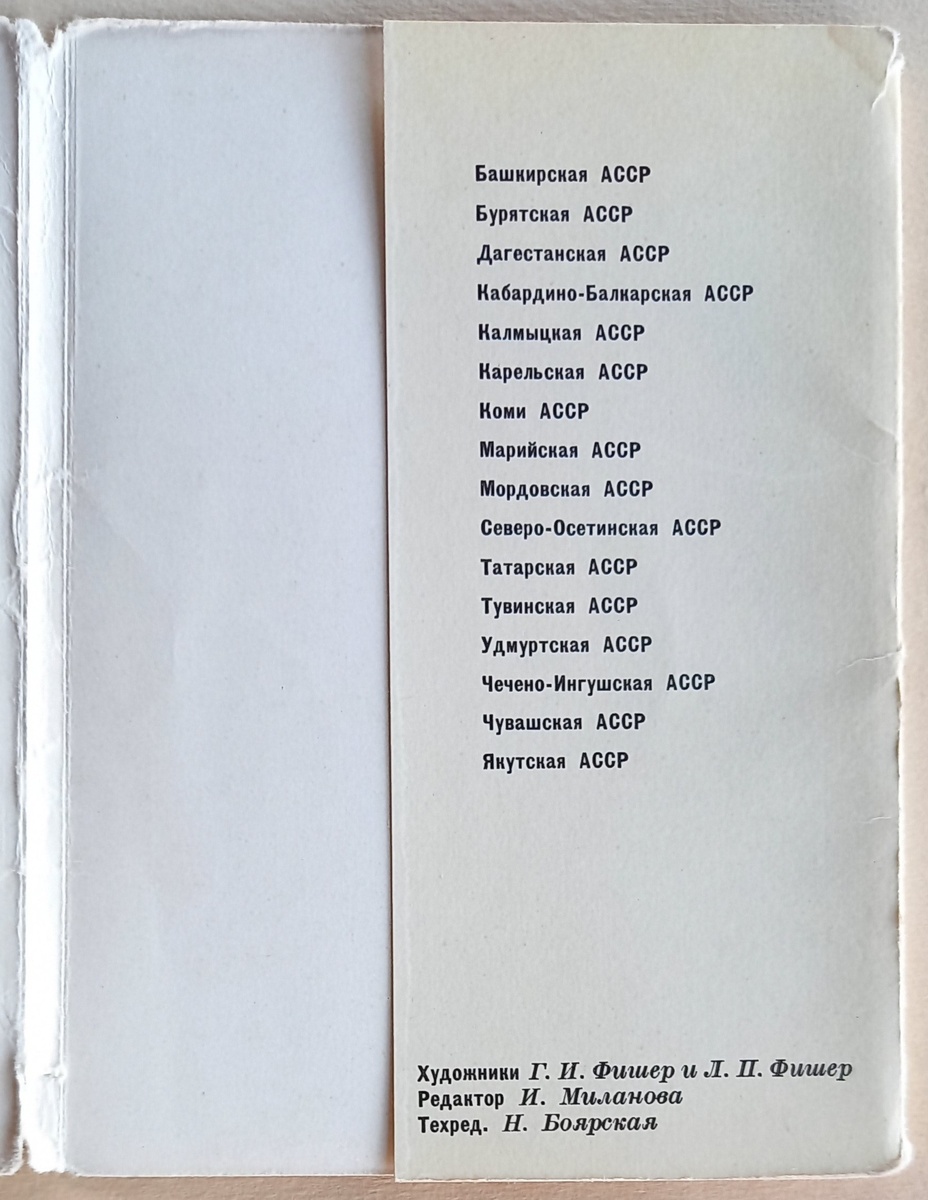 Башкирская АССР
Бурятская АССР
Дагестанская АССР
Кабардино-Балкарская АССР
Калмыцкая АССР
Карельская АССР
Коми АССР
Марийская АССР
Мордовская АССР
Северо-Осетинская АССР
Татарская АССР
Тувинская АССР
Удмуртская АССР
Чечено-Ингушская АССР
Чувашская АССР
Якутская АССР
Художники Г. И. Фишер и Л. П. Фишер
Редактор И. Миланова
Техред. Н. Боярская